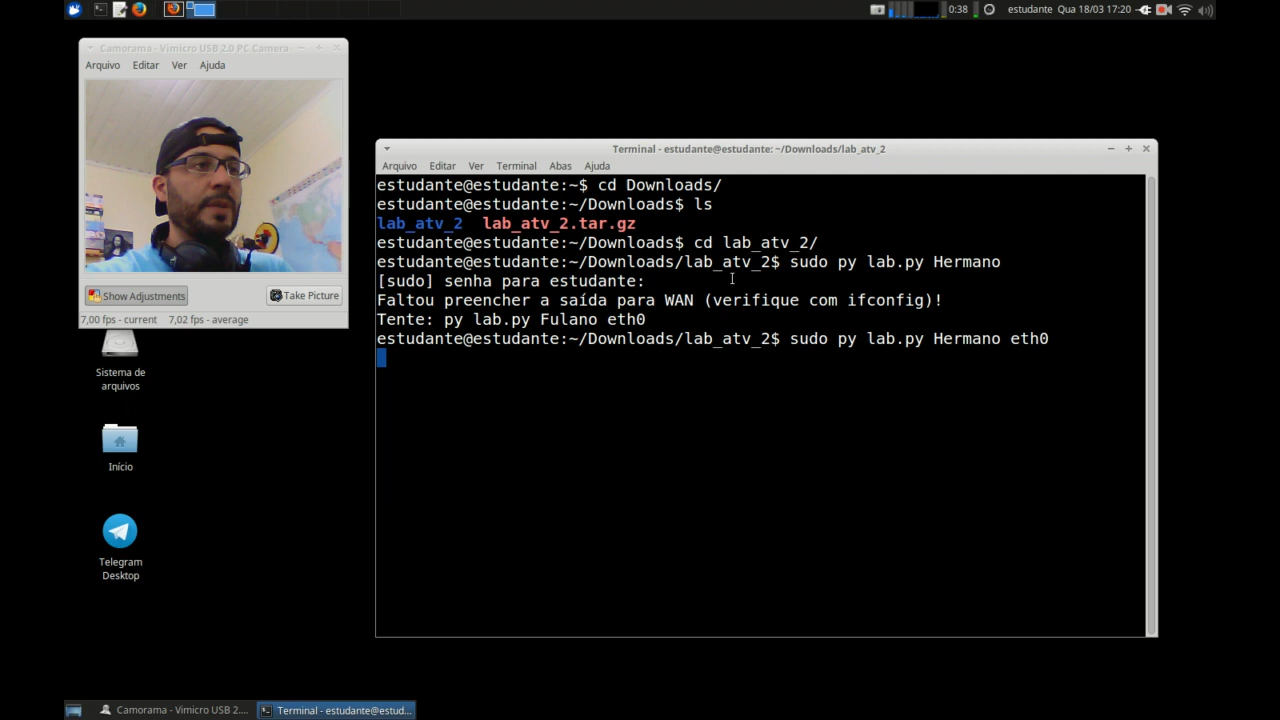 0:38
estudante Qua 18/03 17:20
Camorama - Vimicro USB 2.0 PC Camera
Arquivo Editar Ver Ajuda
Show Adjustments
Take Picture
7,00 fps - current 7,02 fps - average
Sistema de
arquivos
Início
Telegram
Desktop
Terminal - estudante@estudante: ~/Downloads/lab_atv_2
Arquivo Editar Ver Terminal Abas Ajuda
estudante@estudante:~$ cd Downloads/
estudante@estudante:~/Downloads$ ls
lab_atv_2 lab_atv_2.tar.gz
estudante@estudante:~/Downloads$ cd lab_atv_2/
estudante@estudante:~/Downloads/lab_atv_2$ sudo py lab.py Hermano
[sudo] senha para estudante:
Faltou preencher a saída para WAN (verifique com ifconfig)!
Tente: py lab.py Fulano eth0
estudante@estudante:~/Downloads/lab_atv_2$ sudo py lab.py Hermano eth0
Camorama - Vimicro USB 2....
Terminal - estudante@estud...